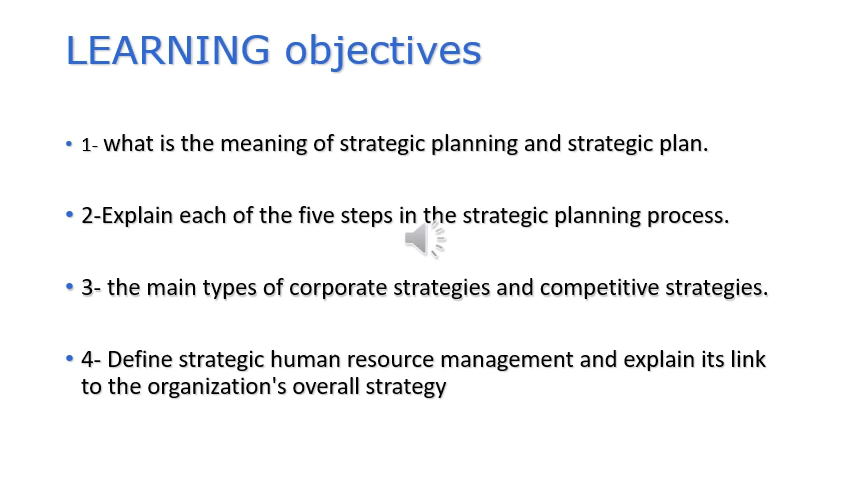 LEARNING objectives
• 1- what is the meaning of strategic planning and strategic plan.
• 2-Explain each of the five steps in the strategic planning process.
• 3- the main types of corporate strategies and competitive strategies.
• 4- Define strategic human resource management and explain its link
to the organization's overall strategy